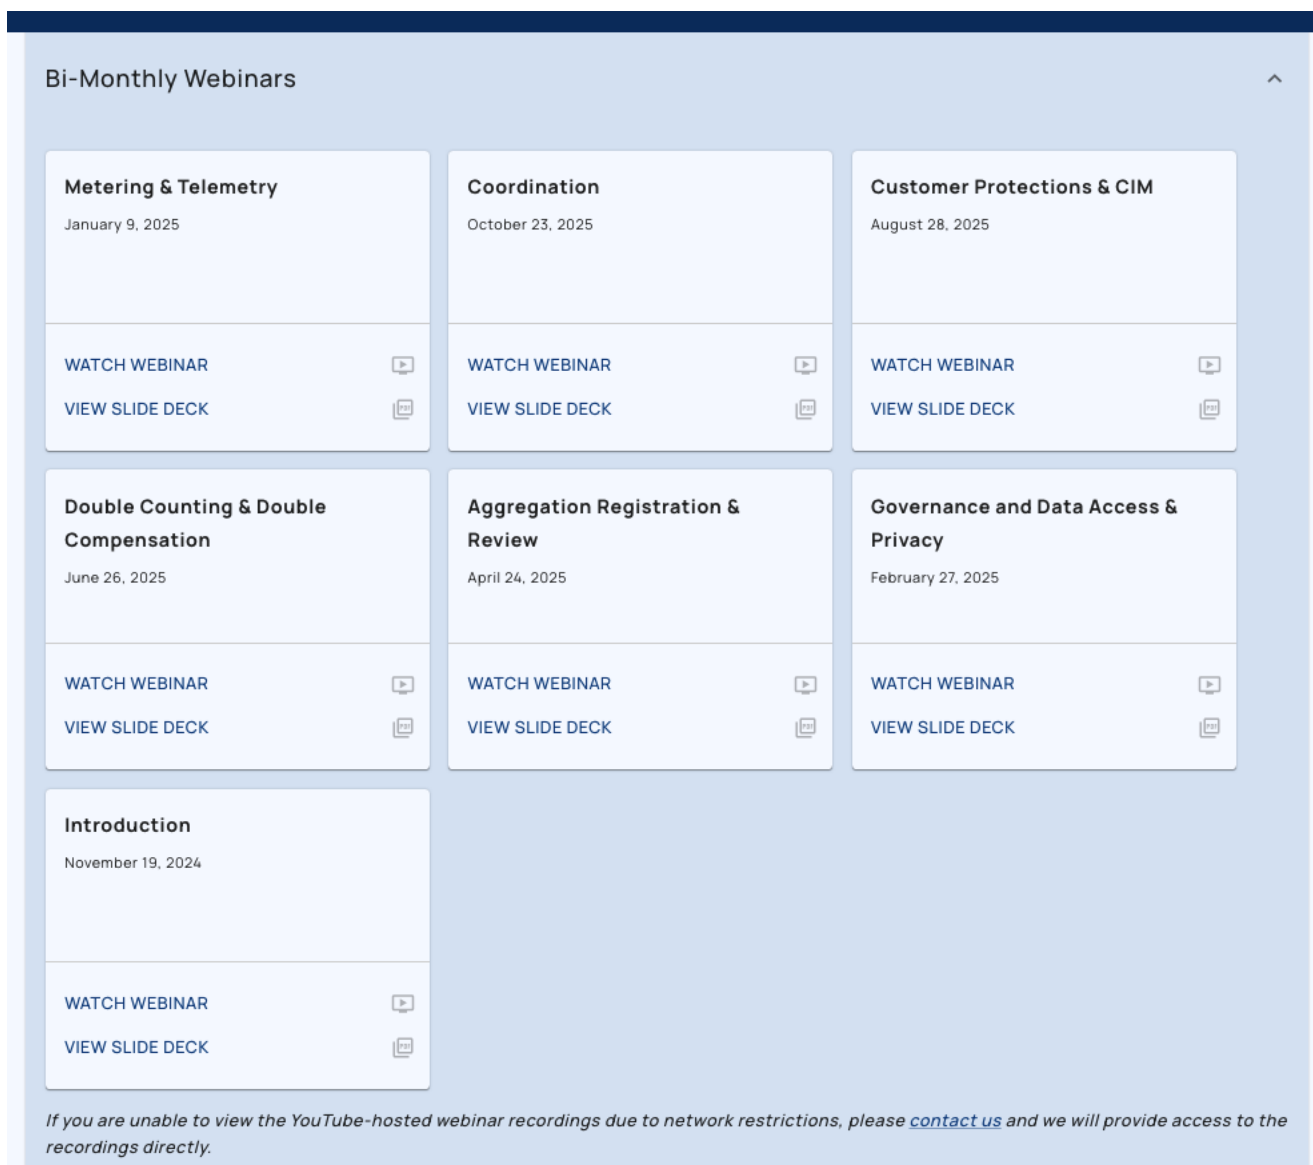 Bi-Monthly Webinars
Metering & Telemetry
January 9, 2025
WATCH WEBINAR
VIEW SLIDE DECK
Coordination
October 23, 2025
WATCH WEBINAR
VIEW SLIDE DECK
Customer Protections & CIM
August 28, 2025
WATCH WEBINAR
VIEW SLIDE DECK
Double Counting & Double
Compensation
June 26, 2025
WATCH WEBINAR
VIEW SLIDE DECK
Aggregation Registration &
Review
April 24, 2025
WATCH WEBINAR
VIEW SLIDE DECK
Governance and Data Access &
Privacy
February 27, 2025
WATCH WEBINAR
VIEW SLIDE DECK
Introduction
November 19, 2024
WATCH WEBINAR
VIEW SLIDE DECK
If you are unable to view the YouTube-hosted webinar recordings due to network restrictions, please contact us and we will provide access to the
recordings directly.